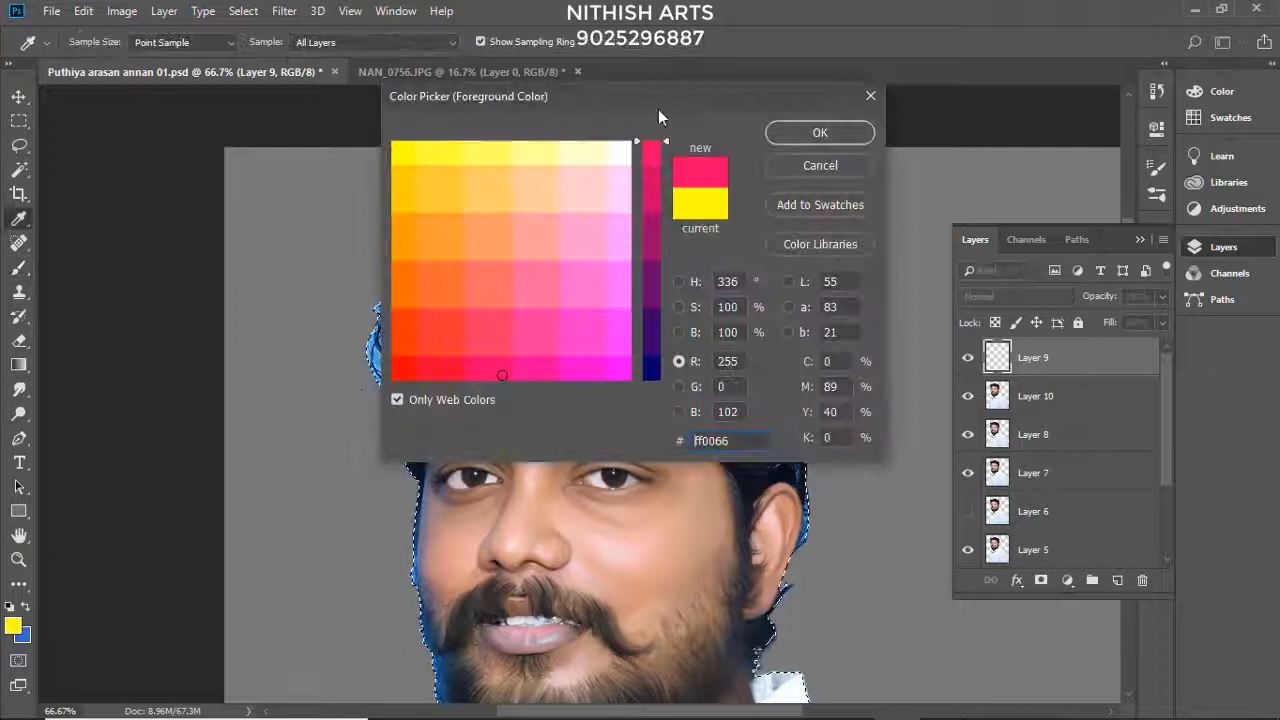 NITHISH ARTS
9025296887
Ps File Edit Image Layer Type Select Filter 3D View Window Help
Sample Size: Point Sample Sample: All Layers Show Sampling Ring
Puthiya arasan annan 01.psd @ 66.7% (Layer 9, RGB/8) * × NAN_0756.JPG @ 16.7% (Layer 0, RGB/8) * ×
Color Picker (Foreground Color)
new
current
OK
Cancel
Add to Swatches
Color Libraries
H: 336 °
S: 100 %
B: 100 %
R: 255
G: 0
B: 102
# ff0066
L: 55
a: 83
b: 21
C: 0 %
M: 89 %
Y: 40 %
K: 0 %
Only Web Colors
Layers Channels Paths
Normal Opacity:
Lock: Fill:
Layer 9
Layer 10
Layer 8
Layer 7
Layer 6
Layer 5
fx
Color
Swatches
Learn
Libraries
Adjustments
Layers
Channels
Paths
66.67% Doc: 8.96M/67.3M